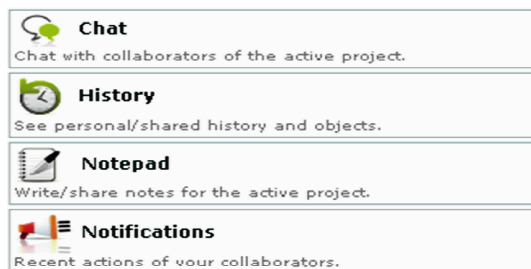 Chat
Chat with collaborators of the active project.
History
See personal/shared history and objects.
Notepad
Write/share notes for the active project.
Notifications
Recent actions of your collaborators.